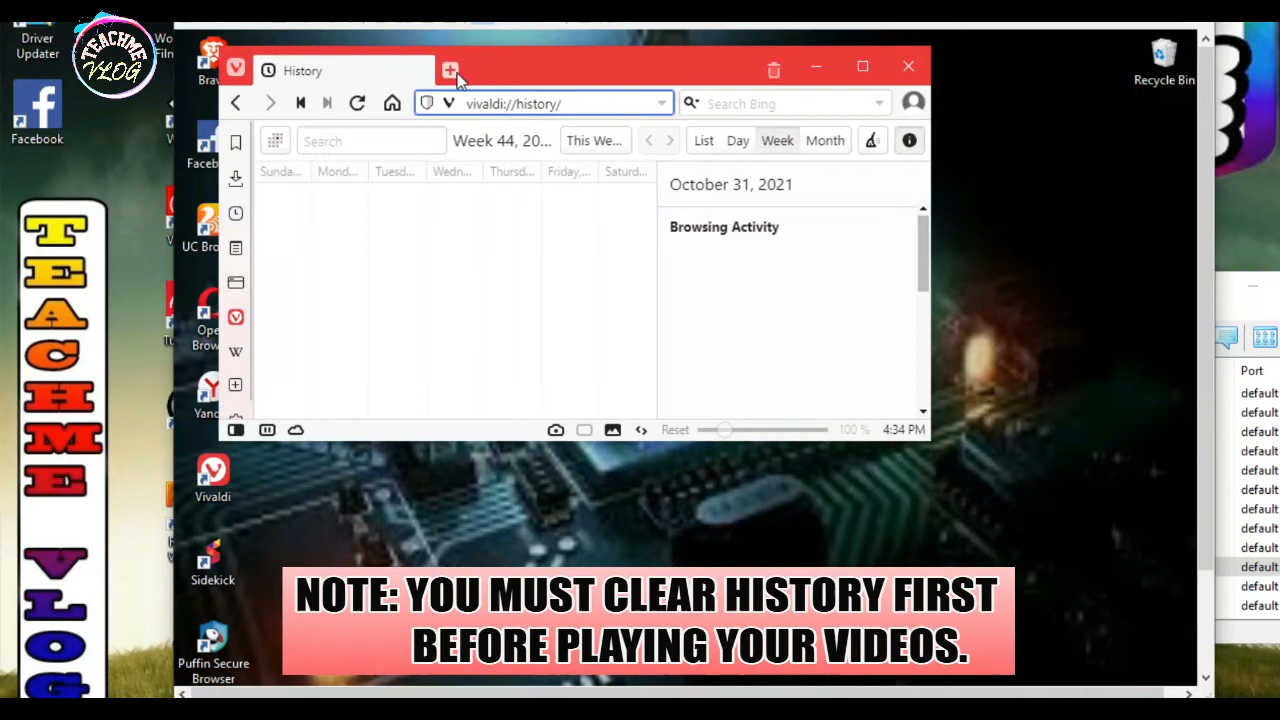 Driver
Updater
TEACHME
VLOG
Facebook
TEACHME VLOG
Recycle Bin
History
vivaldi://history/
Search Bing
Search
Week 44, 20...
This We...
List
Day
Week
Month
Sunda...
Mond...
Tuesd...
Wedn...
Thursd...
Friday,...
Saturd...
October 31, 2021
Browsing Activity
Reset
100 %
4:34 PM
Vivaldi
Sidekick
Puffin Secure
Browser
Port
default
default
default
default
default
default
default
default
default
default
default
default
NOTE: YOU MUST CLEAR HISTORY FIRST
BEFORE PLAYING YOUR VIDEOS.